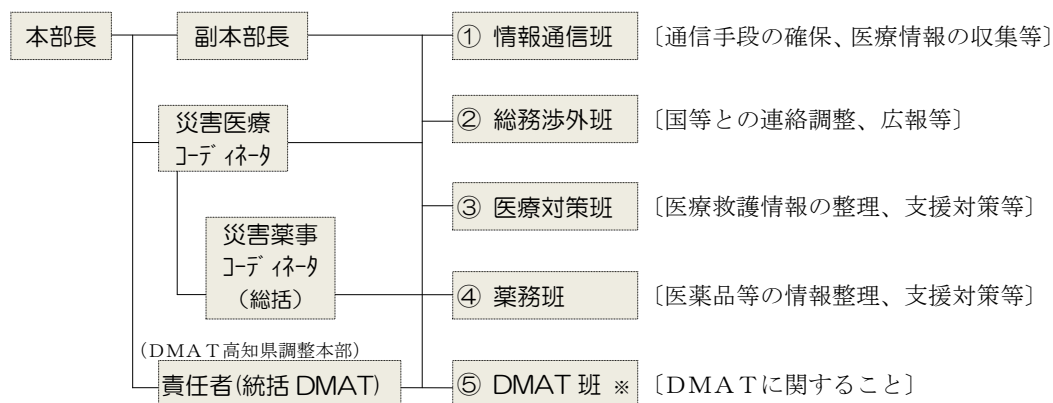 本部長 副本部長 ① 情報通信班 〔通信手段の確保、医療情報の収集等〕
災害医療
ｺｰﾃﾞｨﾈｰﾀ
② 総務渉外班 〔国等との連絡調整、広報等〕
③ 医療対策班 〔医療救護情報の整理、支援対策等〕
災害薬事
ｺｰﾃﾞｨﾈｰﾀ
（総括）
④ 薬務班 〔医薬品等の情報整理、支援対策等〕
（ＤＭＡＴ高知県調整本部）
責任者(統括 DMAT) ⑤ DMAT 班 ※ 〔ＤＭＡＴに関すること〕